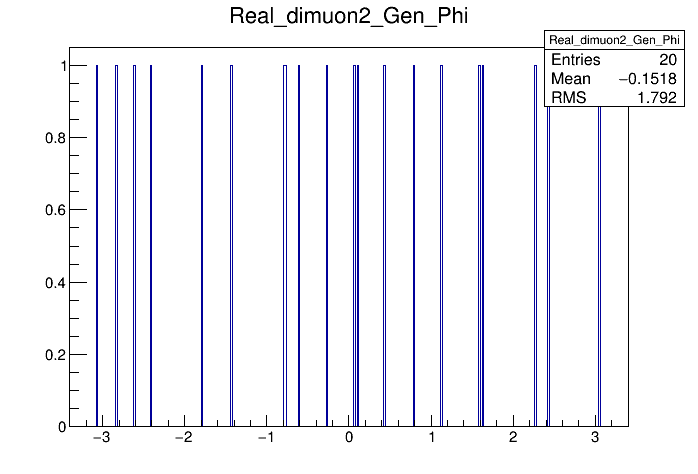 Real_dimuon2_Gen_Phi
Real_dimuon2_Gen_Phi
Entries 20
Mean −0.1518
RMS 1.792
1
0.8
0.6
0.4
0.2
0
−3 −2 −1 0 1 2 3